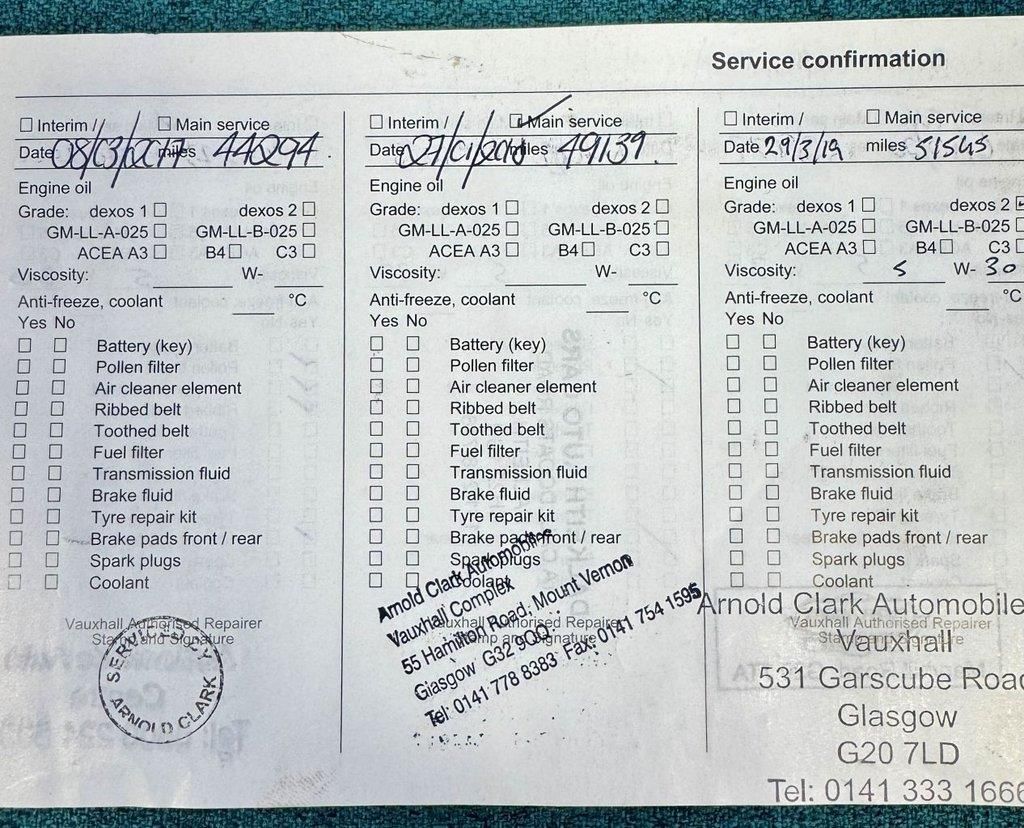 Service confirmation
Interim / Main service
Date 08/03/2017 miles 44294
Engine oil
Grade: dexos 1 dexos 2
GM-LL-A-025 GM-LL-B-025
ACEA A3 B4 C3
Viscosity: W-
Anti-freeze, coolant °C
Yes No
Battery (key)
Pollen filter
Air cleaner element
Ribbed belt
Toothed belt
Fuel filter
Transmission fluid
Brake fluid
Tyre repair kit
Brake pads front / rear
Spark plugs
Coolant
Vauxhall Authorised Repairer
Stamp and Signature
SERVICED BY
ARNOLD CLARK
Interim / Main service
Date 27/01/2018 miles 49139
Engine oil
Grade: dexos 1 dexos 2
GM-LL-A-025 GM-LL-B-025
ACEA A3 B4 C3
Viscosity: W-
Anti-freeze, coolant °C
Yes No
Battery (key)
Pollen filter
Air cleaner element
Ribbed belt
Toothed belt
Fuel filter
Transmission fluid
Brake fluid
Tyre repair kit
Brake pads front / rear
Spark plugs
Coolant
Vauxhall Authorised Repairer
Stamp and Signature
Arnold Clark Automobiles
Vauxhall Complex
55 Hamilton Road, Mount Vernon
Glasgow G32 9QG
Tel: 0141 778 8383 Fax: 0141 754 1595
Interim / Main service
Date 29/3/19 miles 51545
Engine oil
Grade: dexos 1 dexos 2
GM-LL-A-025 GM-LL-B-025
ACEA A3 B4 C3
Viscosity: 5 W- 30
Anti-freeze, coolant °C
Yes No
Battery (key)
Pollen filter
Air cleaner element
Ribbed belt
Toothed belt
Fuel filter
Transmission fluid
Brake fluid
Tyre repair kit
Brake pads front / rear
Spark plugs
Coolant
Vauxhall Authorised Repairer
Stamp and Signature
Arnold Clark Automobile
Vauxhall
531 Garscube Road
Glasgow
G20 7LD
Tel: 0141 333 1666